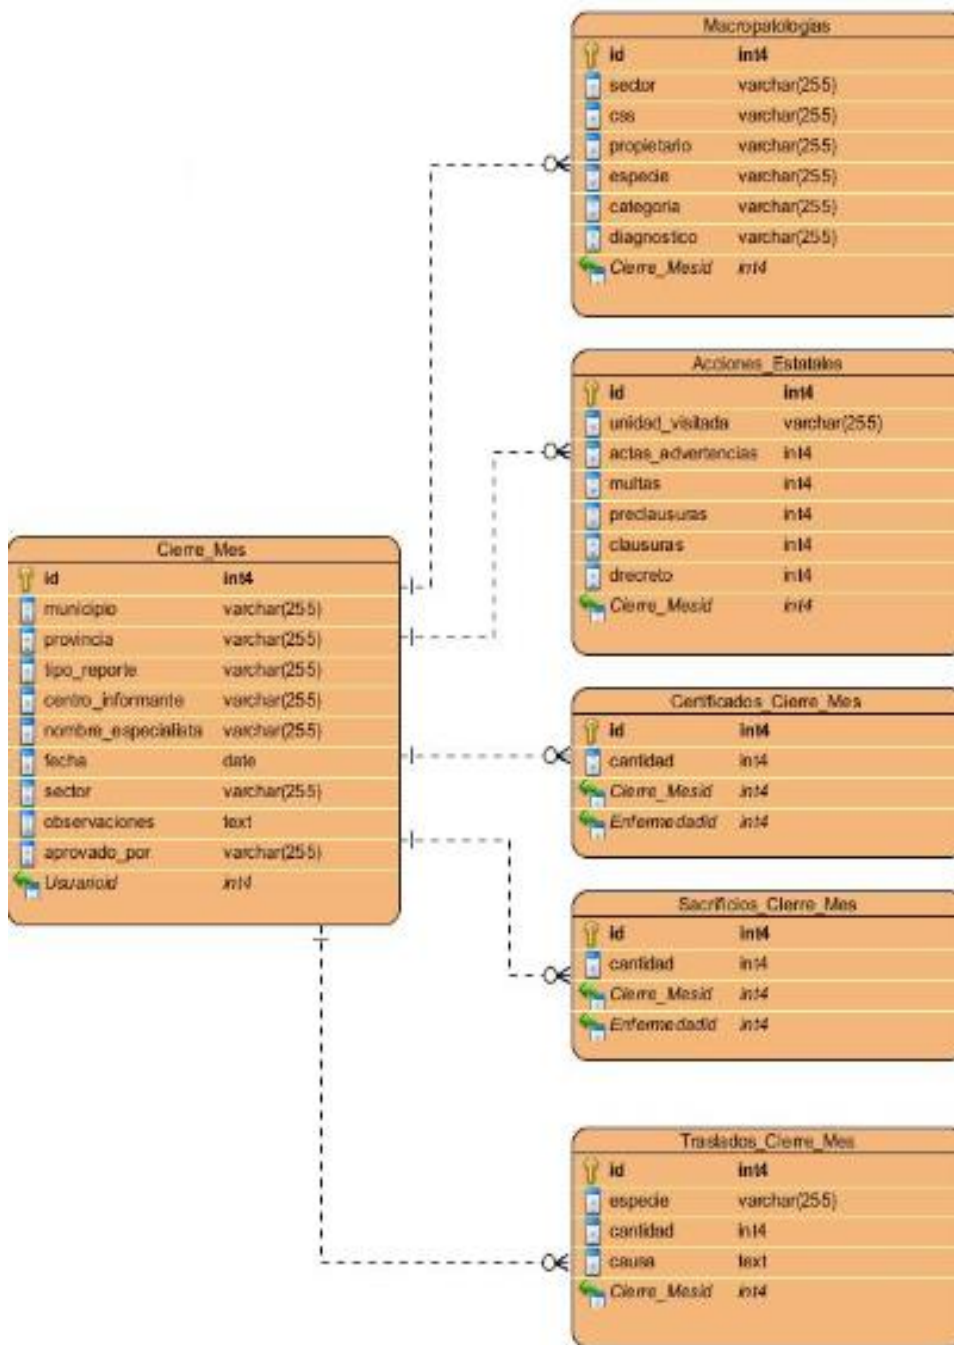 Macropatologias
id int4
sector varchar(255)
css varchar(255)
propietario varchar(255)
especie varchar(255)
categoria varchar(255)
diagnostico varchar(255)
Cierre_Mesid int4
Acciones_Estatales
id int4
unidad_visitada varchar(255)
actas_advertencias int4
multas int4
preclausuras int4
clausuras int4
drecreto int4
Cierre_Mesid int4
Cierre_Mes
id int4
municipio varchar(255)
provincia varchar(255)
tipo_reporte varchar(255)
centro_informante varchar(255)
nombre_especialista varchar(255)
fecha date
sector varchar(255)
observaciones text
aprovado_por varchar(255)
Usuarioid int4
Certificados_Cierre_Mes
id int4
cantidad int4
Cierre_Mesid int4
Enfermedadid int4
Sacrificios_Cierre_Mes
id int4
cantidad int4
Cierre_Mesid int4
Enfermedadid int4
Traslados_Cierre_Mes
id int4
especie varchar(255)
cantidad int4
causa text
Cierre_Mesid int4